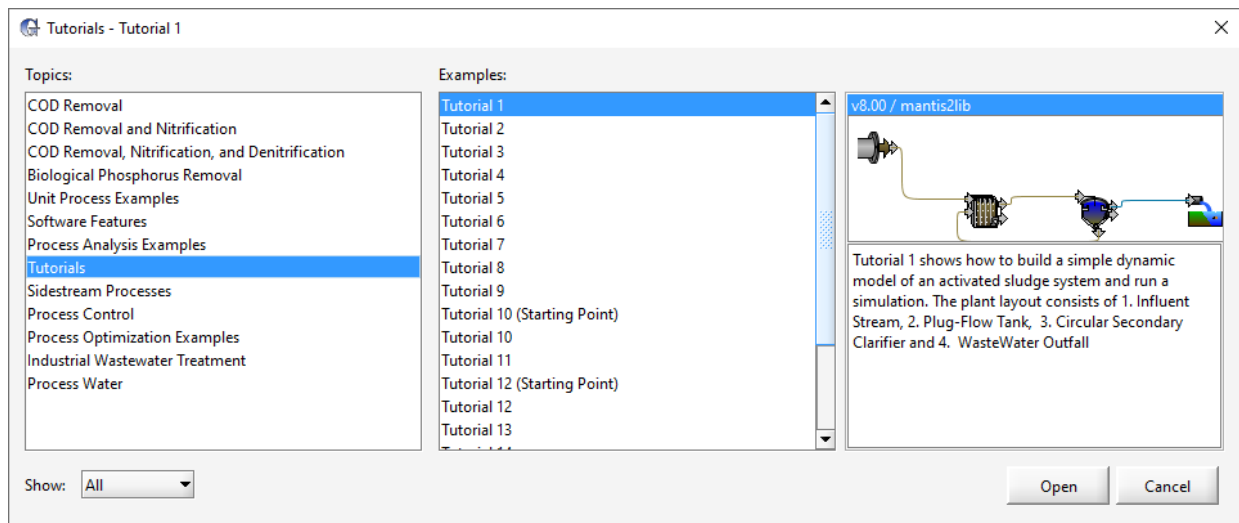 Tutorials - Tutorial 1
Topics:
COD Removal
COD Removal and Nitrification
COD Removal, Nitrification, and Denitrification
Biological Phosphorus Removal
Unit Process Examples
Software Features
Process Analysis Examples
Tutorials
Sidestream Processes
Process Control
Process Optimization Examples
Industrial Wastewater Treatment
Process Water
Examples:
Tutorial 1
Tutorial 2
Tutorial 3
Tutorial 4
Tutorial 5
Tutorial 6
Tutorial 7
Tutorial 8
Tutorial 9
Tutorial 10 (Starting Point)
Tutorial 10
Tutorial 11
Tutorial 12 (Starting Point)
Tutorial 12
Tutorial 13
v8.00 / mantis2lib
Tutorial 1 shows how to build a simple dynamic
model of an activated sludge system and run a
simulation. The plant layout consists of 1. Influent
Stream, 2. Plug-Flow Tank,  3. Circular Secondary
Clarifier and 4.  WasteWater Outfall
Show: All
Open
Cancel